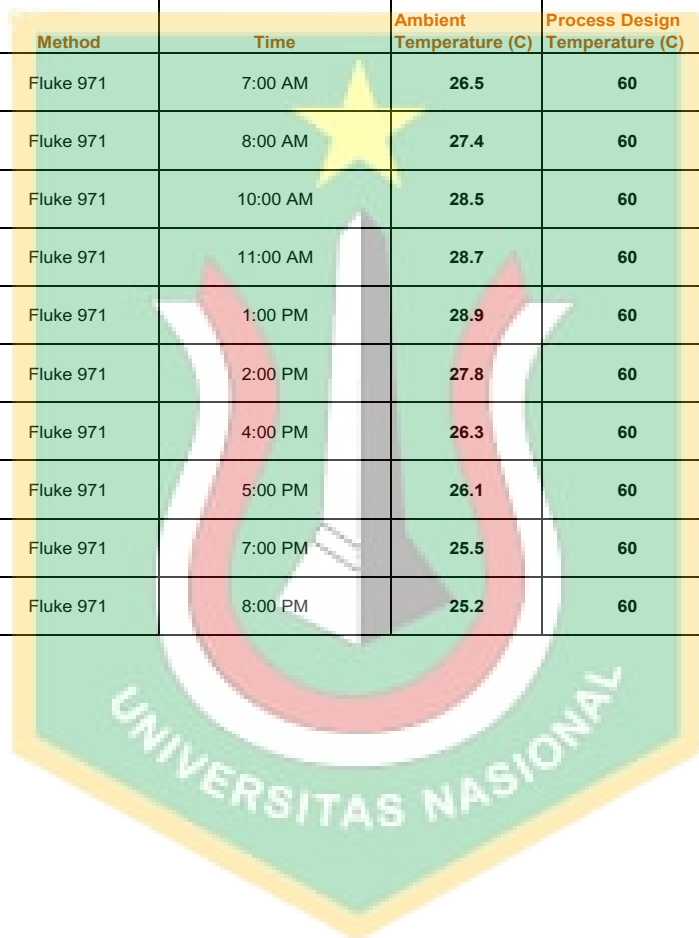 Ambient Process Design
Method Time Temperature (C) Temperature (C)
Fluke 971 7:00 AM 26.5 60
Fluke 971 8:00 AM 27.4 60
Fluke 971 10:00 AM 28.5 60
Fluke 971 11:00 AM 28.7 60
Fluke 971 1:00 PM 28.9 60
Fluke 971 2:00 PM 27.8 60
Fluke 971 4:00 PM 26.3 60
Fluke 971 5:00 PM 26.1 60
Fluke 971 7:00 PM 25.5 60
Fluke 971 8:00 PM 25.2 60
UNIVERSITAS NASIONAL